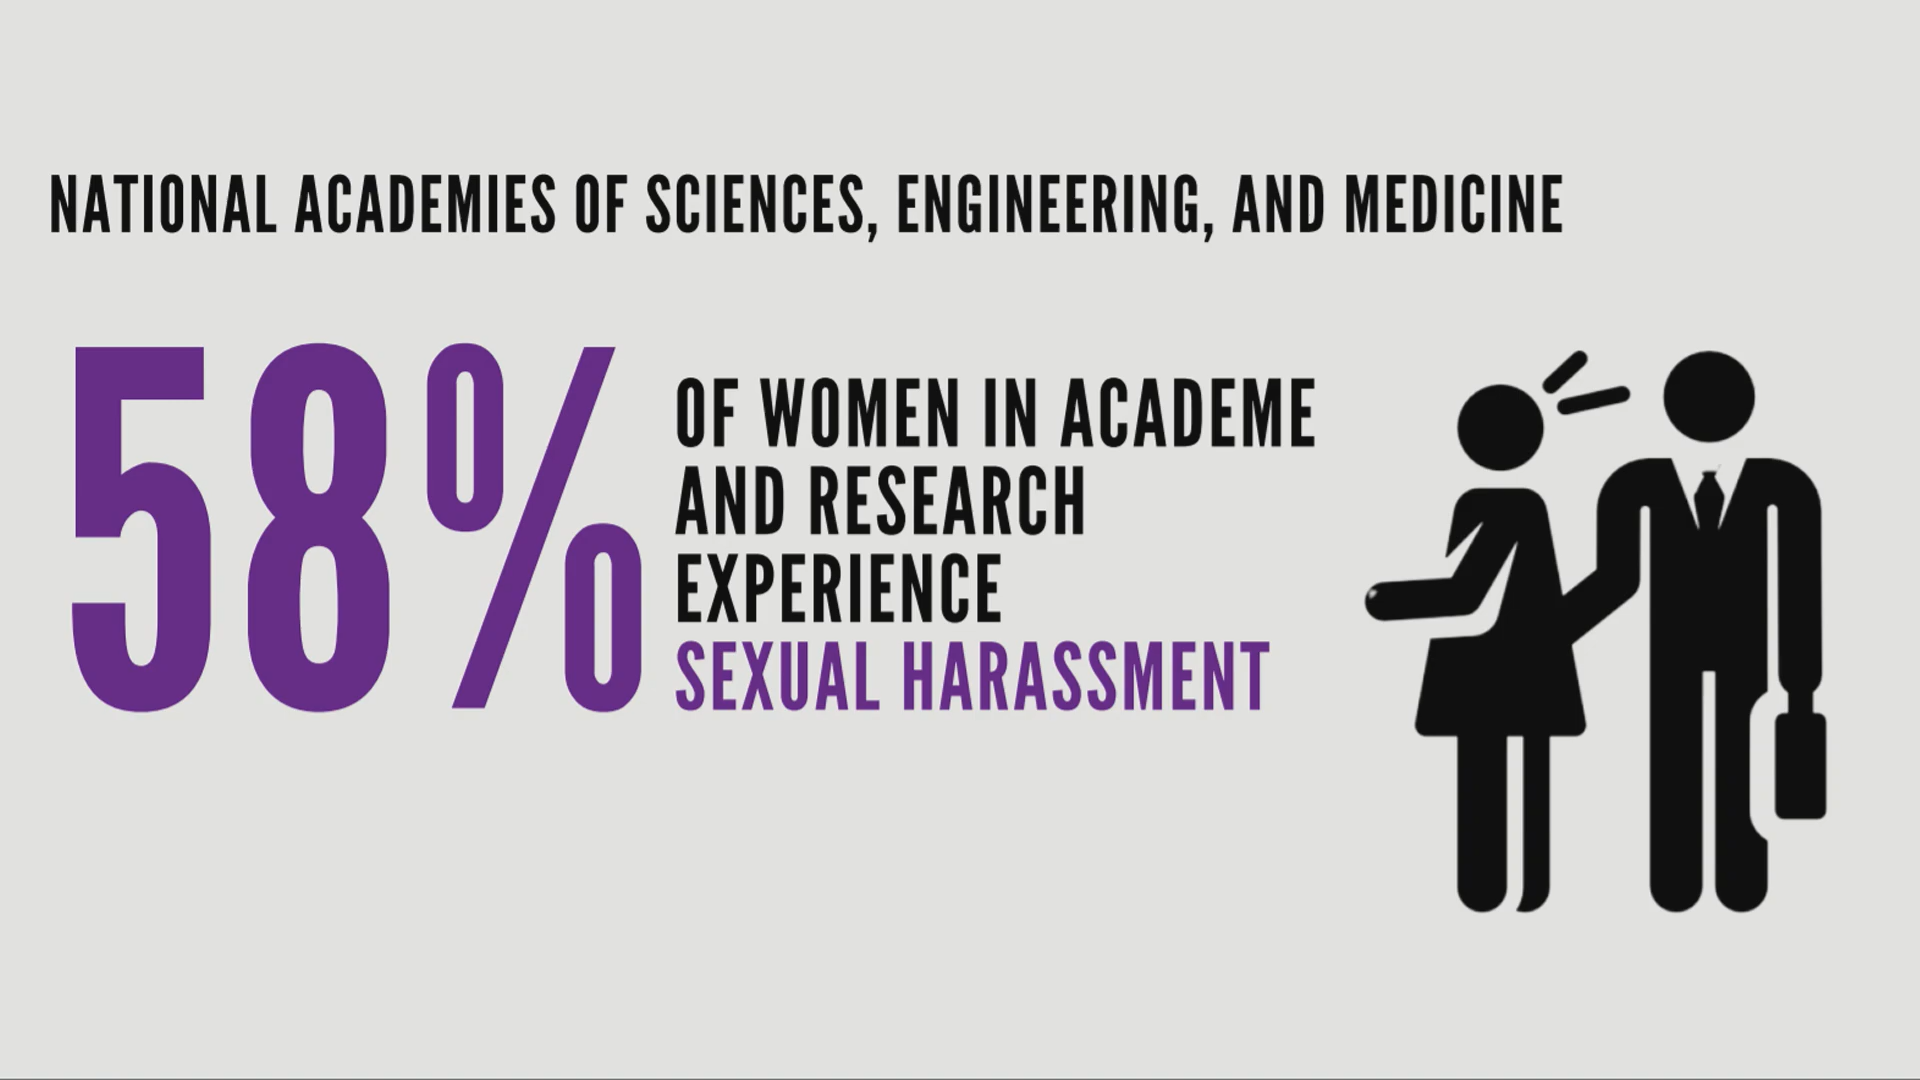 NATIONAL ACADEMIES OF SCIENCES, ENGINEERING, AND MEDICINE
58%
OF WOMEN IN ACADEME
AND RESEARCH
EXPERIENCE
SEXUAL HARASSMENT